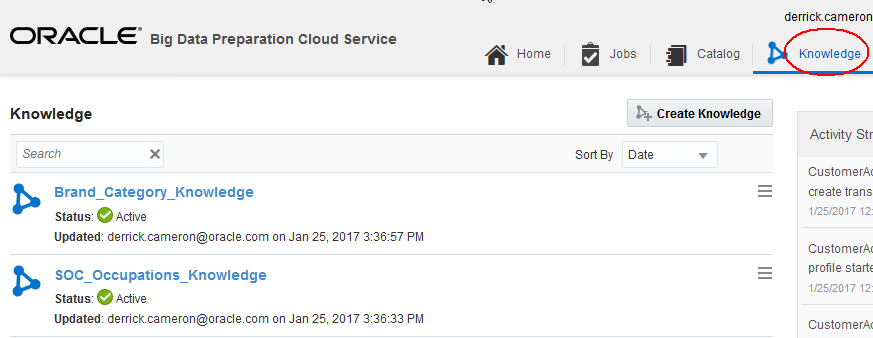 derrick.cameron
ORACLE® Big Data Preparation Cloud Service
Home Jobs Catalog Knowledge
Knowledge
Create Knowledge
Activity Str
Search
Sort By Date
Brand_Category_Knowledge
Status: Active
Updated: derrick.cameron@oracle.com on Jan 25, 2017 3:36:57 PM
SOC_Occupations_Knowledge
Status: Active
Updated: derrick.cameron@oracle.com on Jan 25, 2017 3:36:33 PM
CustomerAc
create trans
1/25/2017 12:
CustomerAc
profile starte
1/25/2017 12:
CustomerAc